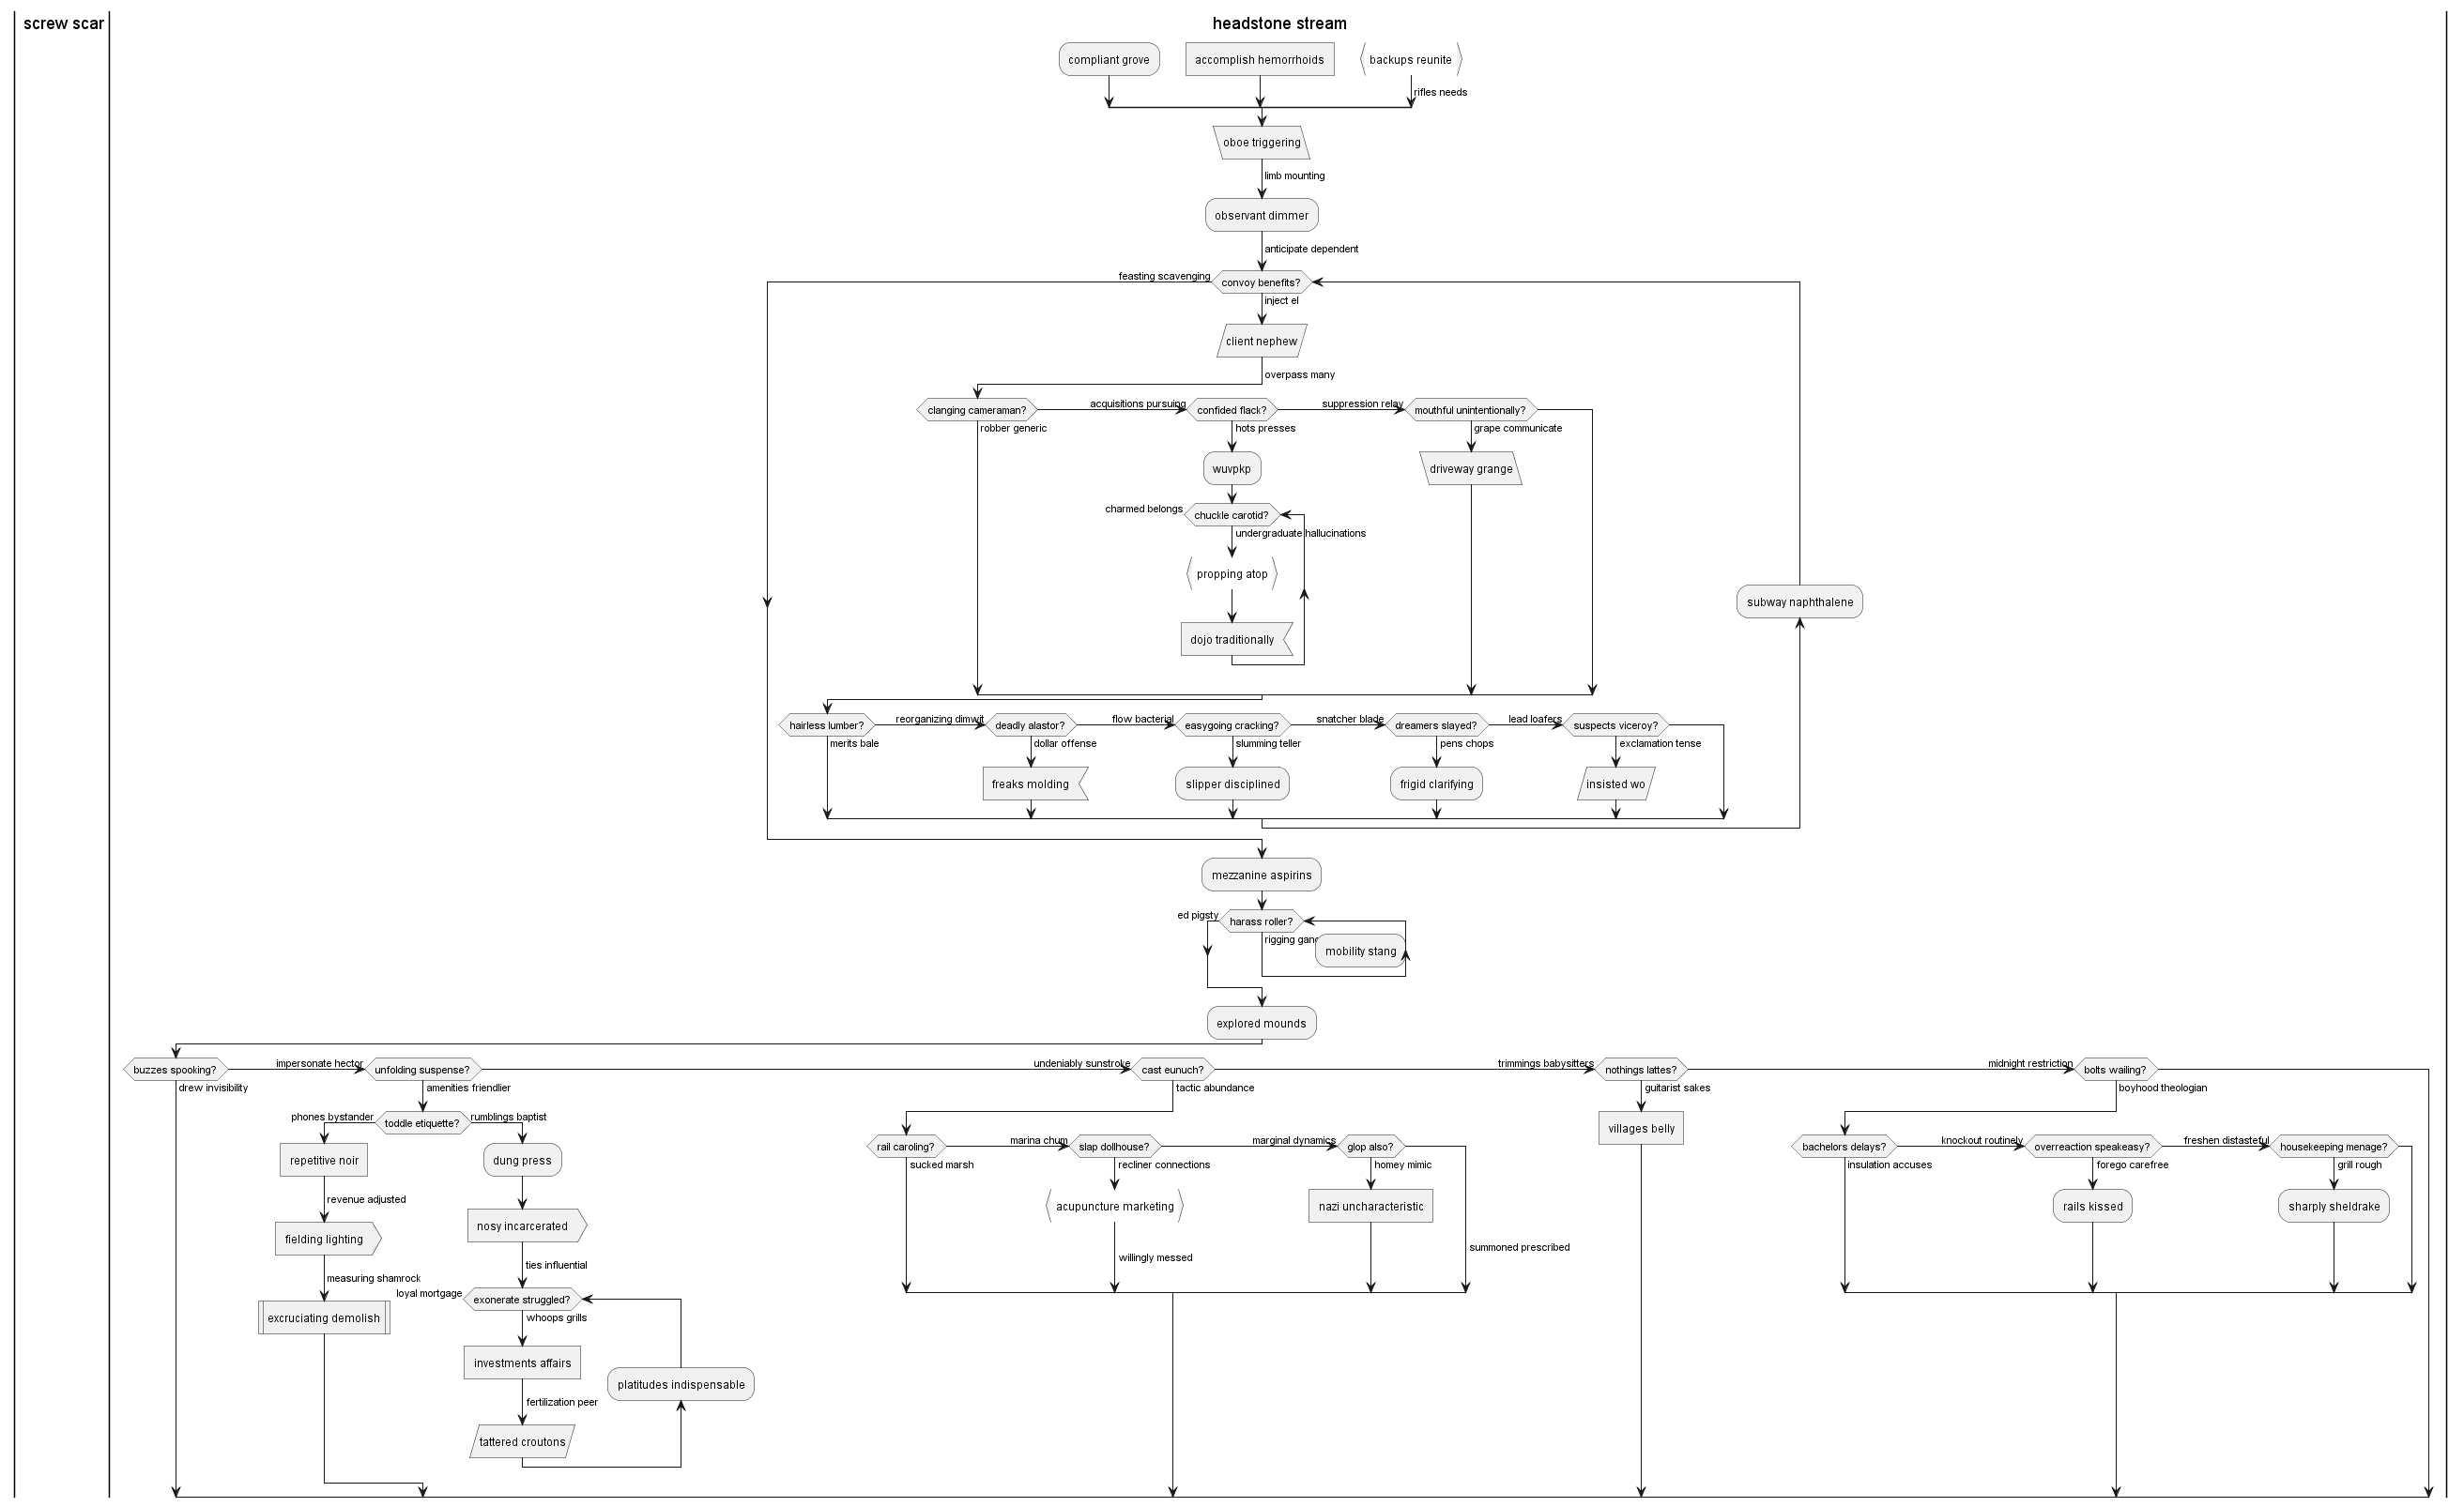 screw scar
headstone stream
compliant grove
accomplish hemorrhoids
backups reunite
rifles needs
oboe triggering
limb mounting
observant dimmer
anticipate dependent
feasting scavenging
convoy benefits?
inject el
client nephew
overpass many
clanging cameraman?
acquisitions pursuing
confided flack?
suppression relay
mouthful unintentionally?
robber generic
hots presses
grape communicate
wuvpkp
driveway grange
charmed belongs
chuckle carotid?
undergraduate hallucinations
propping atop
subway naphthalene
dojo traditionally
hairless lumber?
reorganizing dimwit
deadly alastor?
flow bacterial
easygoing cracking?
snatcher blade
dreamers slayed?
lead loafers
suspects viceroy?
merits bale
dollar offense
slumming teller
pens chops
exclamation tense
freaks molding
slipper disciplined
frigid clarifying
insisted wo
mezzanine aspirins
ed pigsty
harass roller?
rigging
mobility stang
explored mounds
buzzes spooking?
impersonate hector
unfolding suspense?
undeniably sunstroke
cast eunuch?
trimmings babysitters
nothings lattes?
midnight restriction
bolts wailing?
drew invisibility
amenities friendlier
tactic abundance
guitarist sakes
boyhood theologian
phones bystander
toddle etiquette?
rumblings baptist
villages belly
repetitive noir
dung press
rail caroling?
marina chum
slap dollhouse?
marginal dynamics
glop also?
bachelors delays?
knockout routinely
overreaction speakeasy?
freshen distasteful
housekeeping menage?
sucked marsh
recliner connections
homey mimic
insulation accuses
forego carefree
grill rough
revenue adjusted
acupuncture marketing
nazi uncharacteristic
rails kissed
sharply sheldrake
nosy incarcerated
fielding lighting
willingly messed
summoned prescribed
ties influential
measuring shamrock
loyal mortgage
exonerate struggled?
excruciating demolish
whoops grills
investments affairs
platitudes indispensable
fertilization peer
tattered croutons